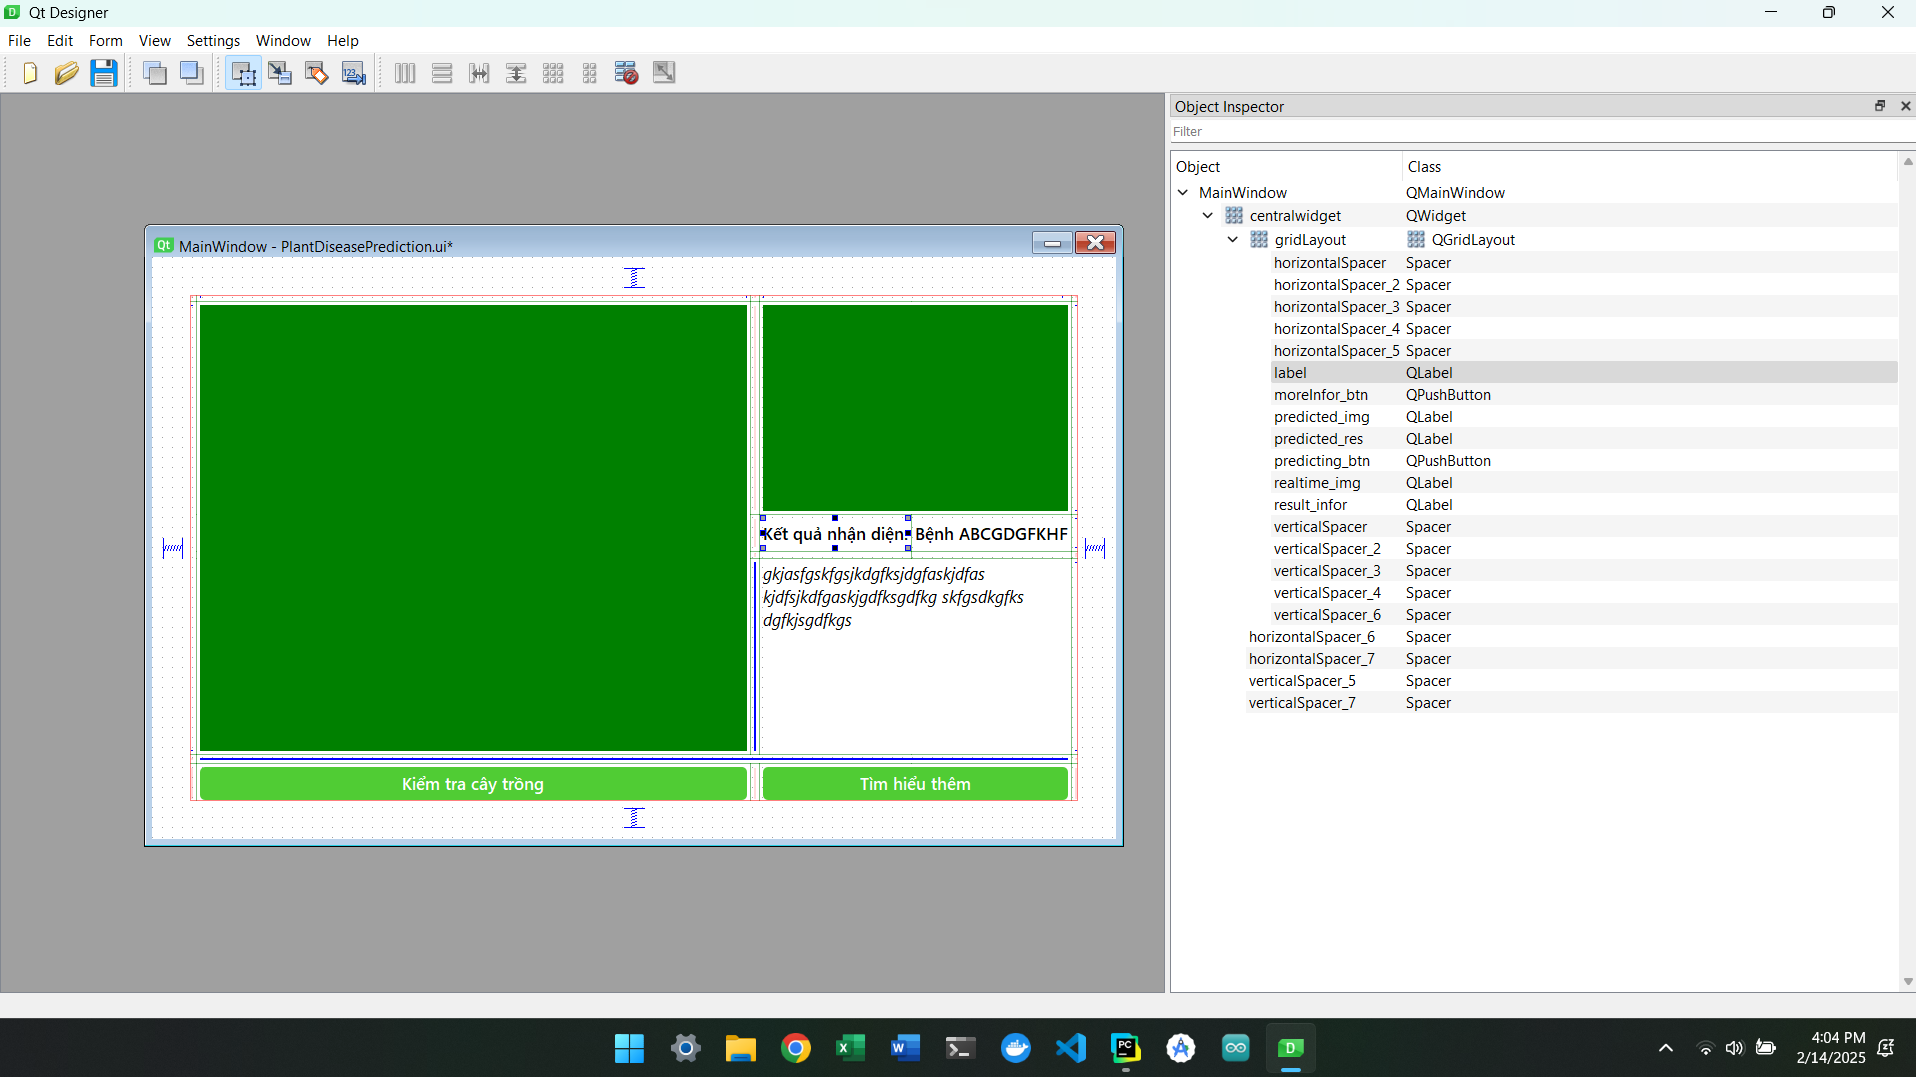 Qt Designer
File Edit Form View Settings Window Help
Object Inspector
Filter
Object Class
MainWindow QMainWindow
centralwidget QWidget
gridLayout QGridLayout
horizontalSpacer Spacer
horizontalSpacer_2 Spacer
horizontalSpacer_3 Spacer
horizontalSpacer_4 Spacer
horizontalSpacer_5 Spacer
label QLabel
moreInfor_btn QPushButton
predicted_img QLabel
predicted_res QLabel
predicting_btn QPushButton
realtime_img QLabel
result_infor QLabel
verticalSpacer Spacer
verticalSpacer_2 Spacer
verticalSpacer_3 Spacer
verticalSpacer_4 Spacer
verticalSpacer_6 Spacer
horizontalSpacer_6 Spacer
horizontalSpacer_7 Spacer
verticalSpacer_5 Spacer
verticalSpacer_7 Spacer
MainWindow - PlantDiseasePrediction.ui*
Kết quả nhận diện: Bệnh ABCGDGFKHF
gkjasfgskfgsjkdgfksjdgfaskjdfas
kjdfsjkdfgaskjgdfksgdfkg skfgsdkgfks
dgfkjsgdfkgs
Kiểm tra cây trồng Tìm hiểu thêm
4:04 PM
2/14/2025